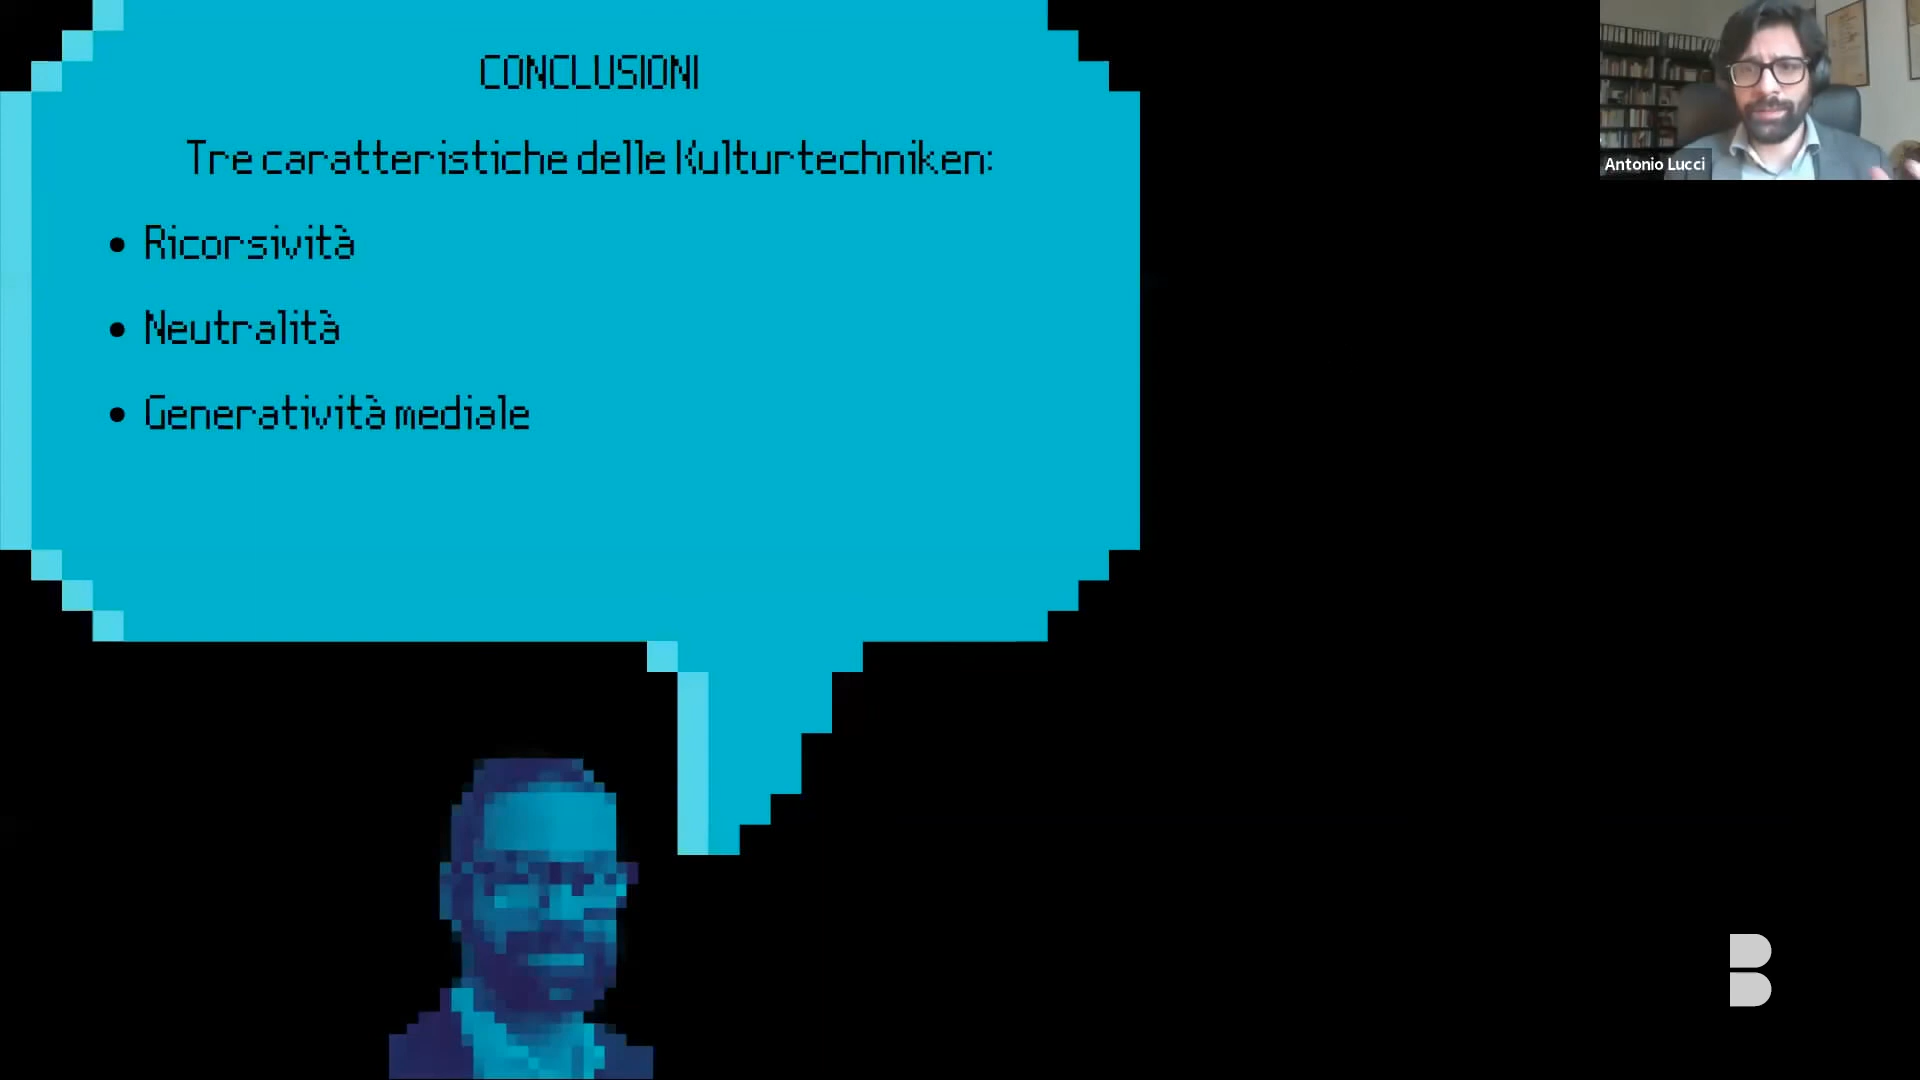 CONCLUSIONI
Tre caratteristiche delle Kulturtechniken:
• Ricorsività
• Neutralità
• Generatività mediale
Antonio Lucci